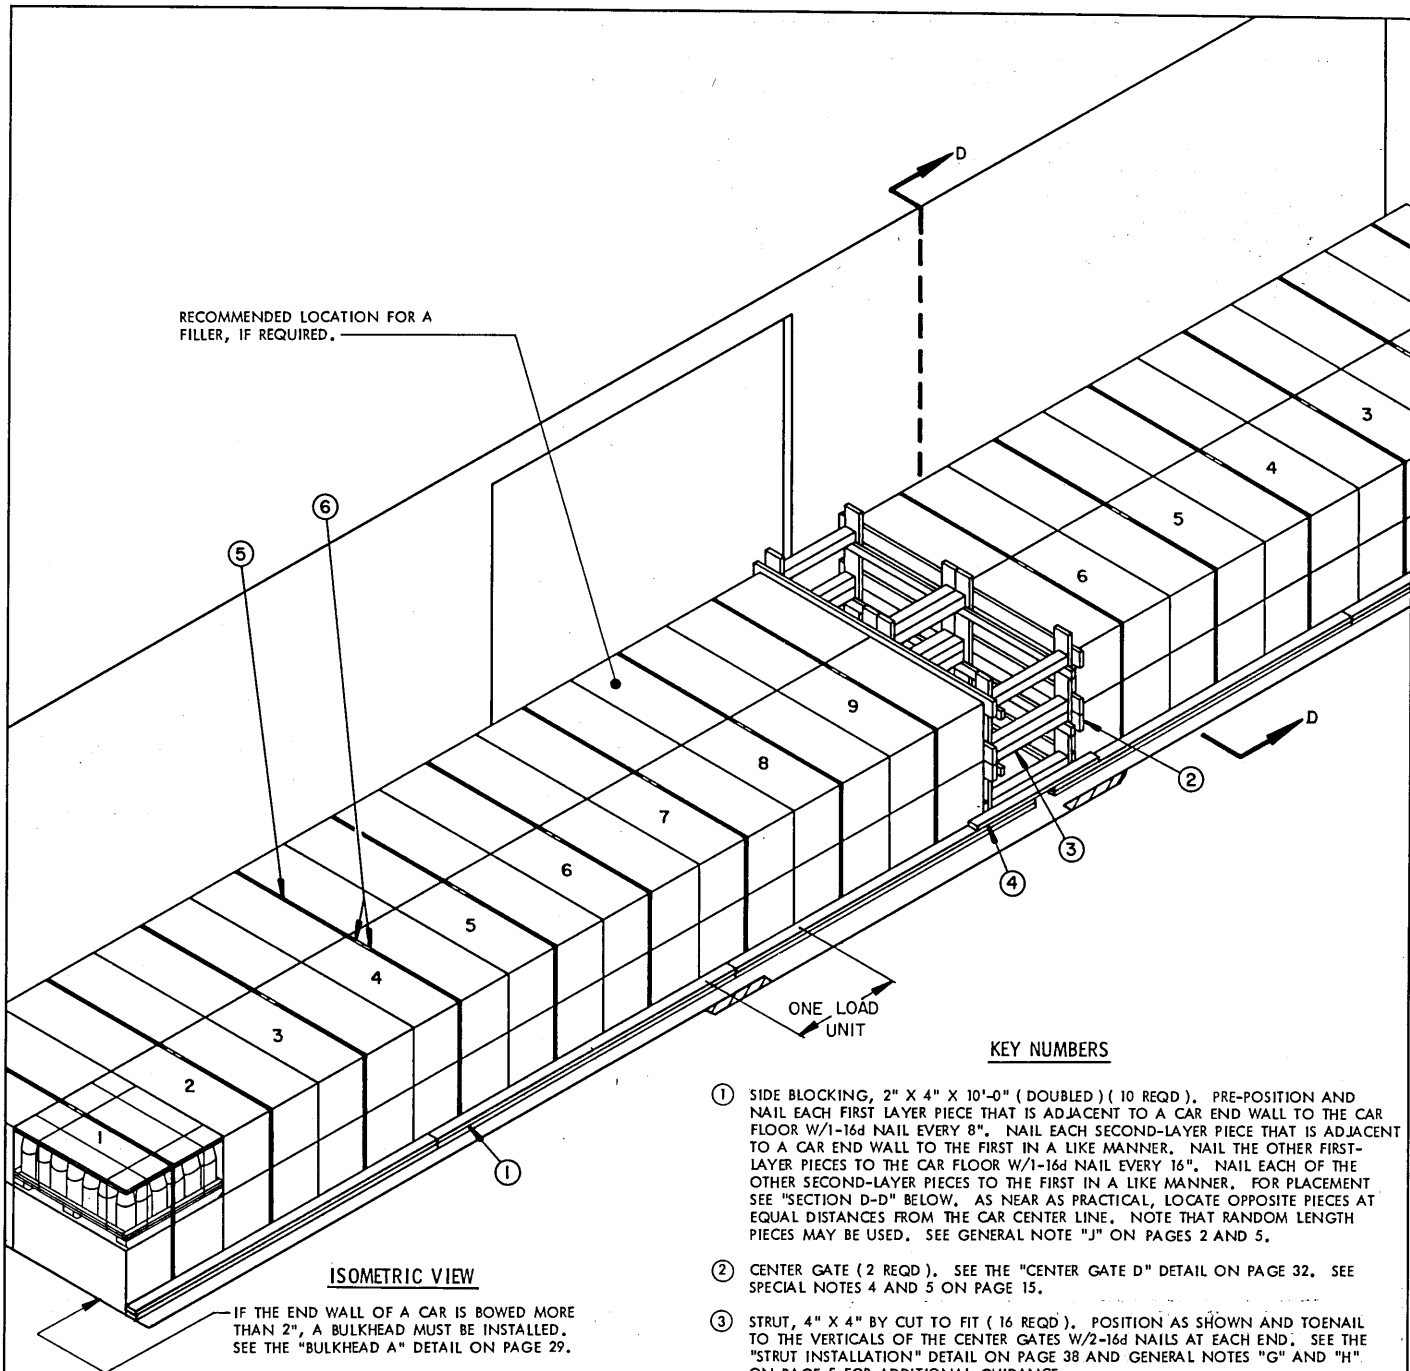 D
RECOMMENDED LOCATION FOR A
FILLER, IF REQUIRED.
3
4
5
6
6
5
D
9
8
2
7
3
6
4
5
4
ONE LOAD
UNIT
3
2
1
1
KEY NUMBERS
1 SIDE BLOCKING, 2" X 4" X 10'-0" (DOUBLED) (10 REQD). PRE-POSITION AND
NAIL EACH FIRST LAYER PIECE THAT IS ADJACENT TO A CAR END WALL TO THE CAR
FLOOR W/1-16d NAIL EVERY 8". NAIL EACH SECOND-LAYER PIECE THAT IS ADJACENT
TO A CAR END WALL TO THE FIRST IN A LIKE MANNER. NAIL THE OTHER FIRST-
LAYER PIECES TO THE CAR FLOOR W/1-16d NAIL EVERY 16". NAIL EACH OF THE
OTHER SECOND-LAYER PIECES TO THE FIRST IN A LIKE MANNER. FOR PLACEMENT
SEE "SECTION D-D" BELOW. AS NEAR AS PRACTICAL, LOCATE OPPOSITE PIECES AT
EQUAL DISTANCES FROM THE CAR CENTER LINE. NOTE THAT RANDOM LENGTH
PIECES MAY BE USED. SEE GENERAL NOTE "J" ON PAGES 2 AND 5.
2 CENTER GATE (2 REQD). SEE THE "CENTER GATE D" DETAIL ON PAGE 32. SEE
SPECIAL NOTES 4 AND 5 ON PAGE 15.
3 STRUT, 4" X 4" BY CUT TO FIT (16 REQD). POSITION AS SHOWN AND TOENAIL
TO THE VERTICALS OF THE CENTER GATES W/2-16d NAILS AT EACH END. SEE THE
"STRUT INSTALLATION" DETAIL ON PAGE 38 AND GENERAL NOTES "G" AND "H"
ON PAGE 5 FOR ADDITIONAL GUIDANCE
ISOMETRIC VIEW
IF THE END WALL OF A CAR IS BOWED MORE
THAN 2", A BULKHEAD MUST BE INSTALLED.
SEE THE "BULKHEAD A" DETAIL ON PAGE 29.